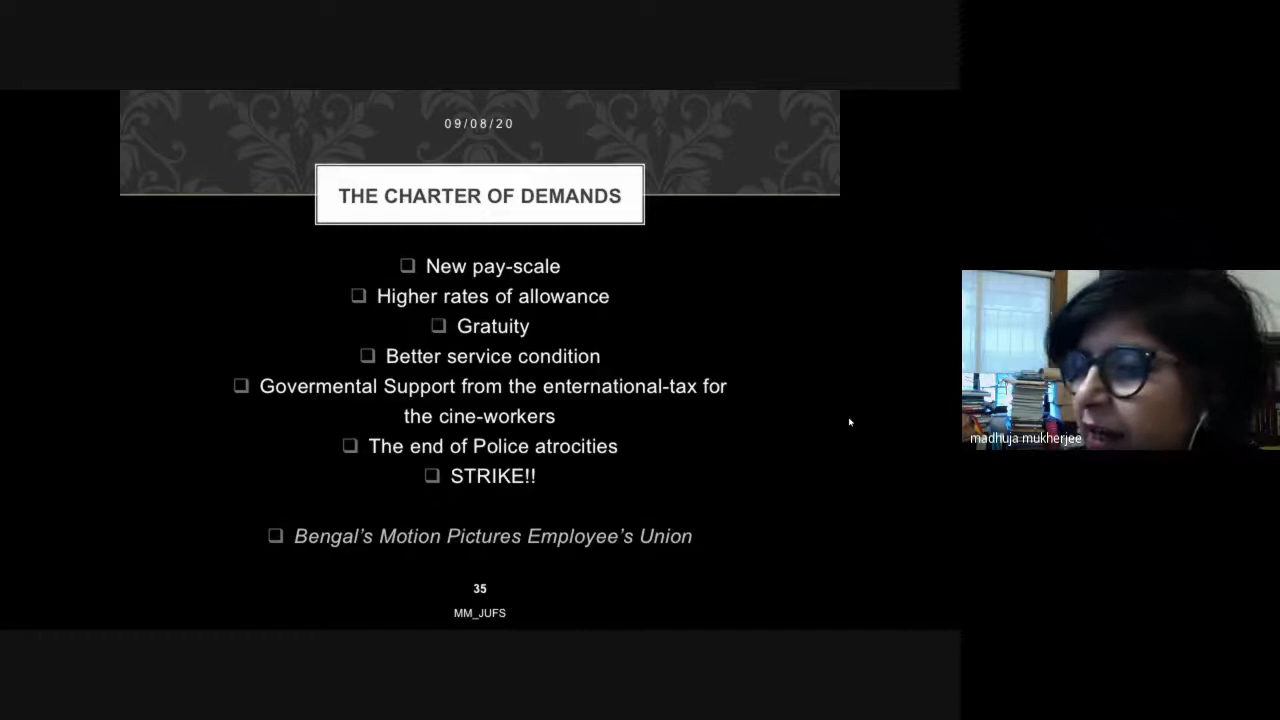 09/08/20
THE CHARTER OF DEMANDS
❑ New pay-scale
❑ Higher rates of allowance
❑ Gratuity
❑ Better service condition
❑ Govermental Support from the enternational-tax for
the cine-workers
❑ The end of Police atrocities
❑ STRIKE!!
❑ Bengal’s Motion Pictures Employee’s Union
35
MM_JUFS
madhuja mukherjee